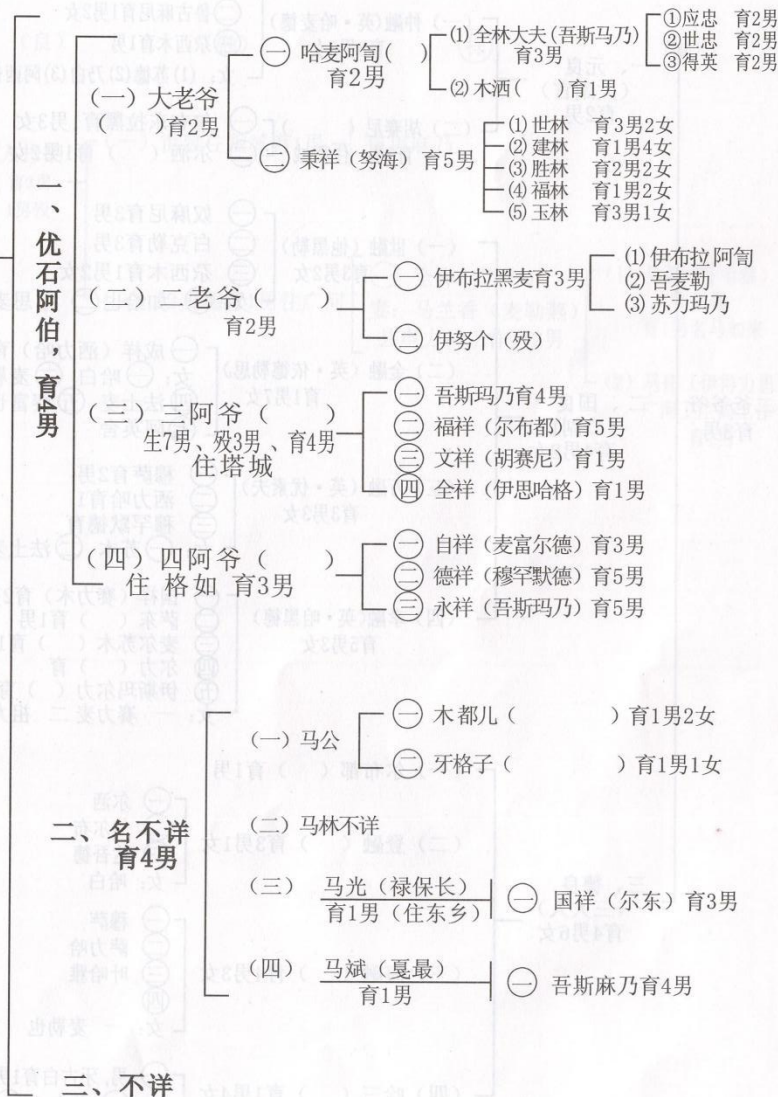 一、优石阿伯，育4男
（一）大老爷
育2男
㊀ 哈麦阿訇（ ）
育2男
⑴ 全林大夫（吾斯马乃）
育3男
①应忠 育2男
②世忠 育2男
③得英 育2男
⑵ 木洒（ ）育1男
㊁ 秉祥（努海）育5男
⑴ 世林 育3男2女
⑵ 建林 育1男4女
⑶ 胜林 育2男2女
⑷ 福林 育1男2女
⑸ 玉林 育3男1女
（二）二老爷（ ）
育2男
㊀ 伊布拉黑麦育3男
⑴ 伊布拉阿訇
⑵ 吾麦勒
⑶ 苏力玛乃
㊁ 伊努个（殁）
（三）三阿爷（ ）
生7男、殁3男、育4男
住塔城
㊀ 吾斯玛乃育4男
㊁ 福祥（尔布都）育5男
㊂ 文祥（胡赛尼）育1男
㊃ 全祥（伊思哈格）育1男
（四）四阿爷（ ）
住 格如 育3男
㊀ 自祥（麦富尔德）育3男
㊁ 德祥（穆罕默德）育5男
㊂ 永祥（吾斯玛乃）育5男
二、名不详
育4男
（一）马公
㊀ 木都儿（ ）育1男2女
㊁ 牙格子（ ）育1男1女
（二）马林不详
（三） 马光（禄保长）
育1男（住东乡）
㊀ 国祥（尔东）育3男
（四） 马斌（戛最）
育1男
㊀ 吾斯麻乃育4男
三、不详